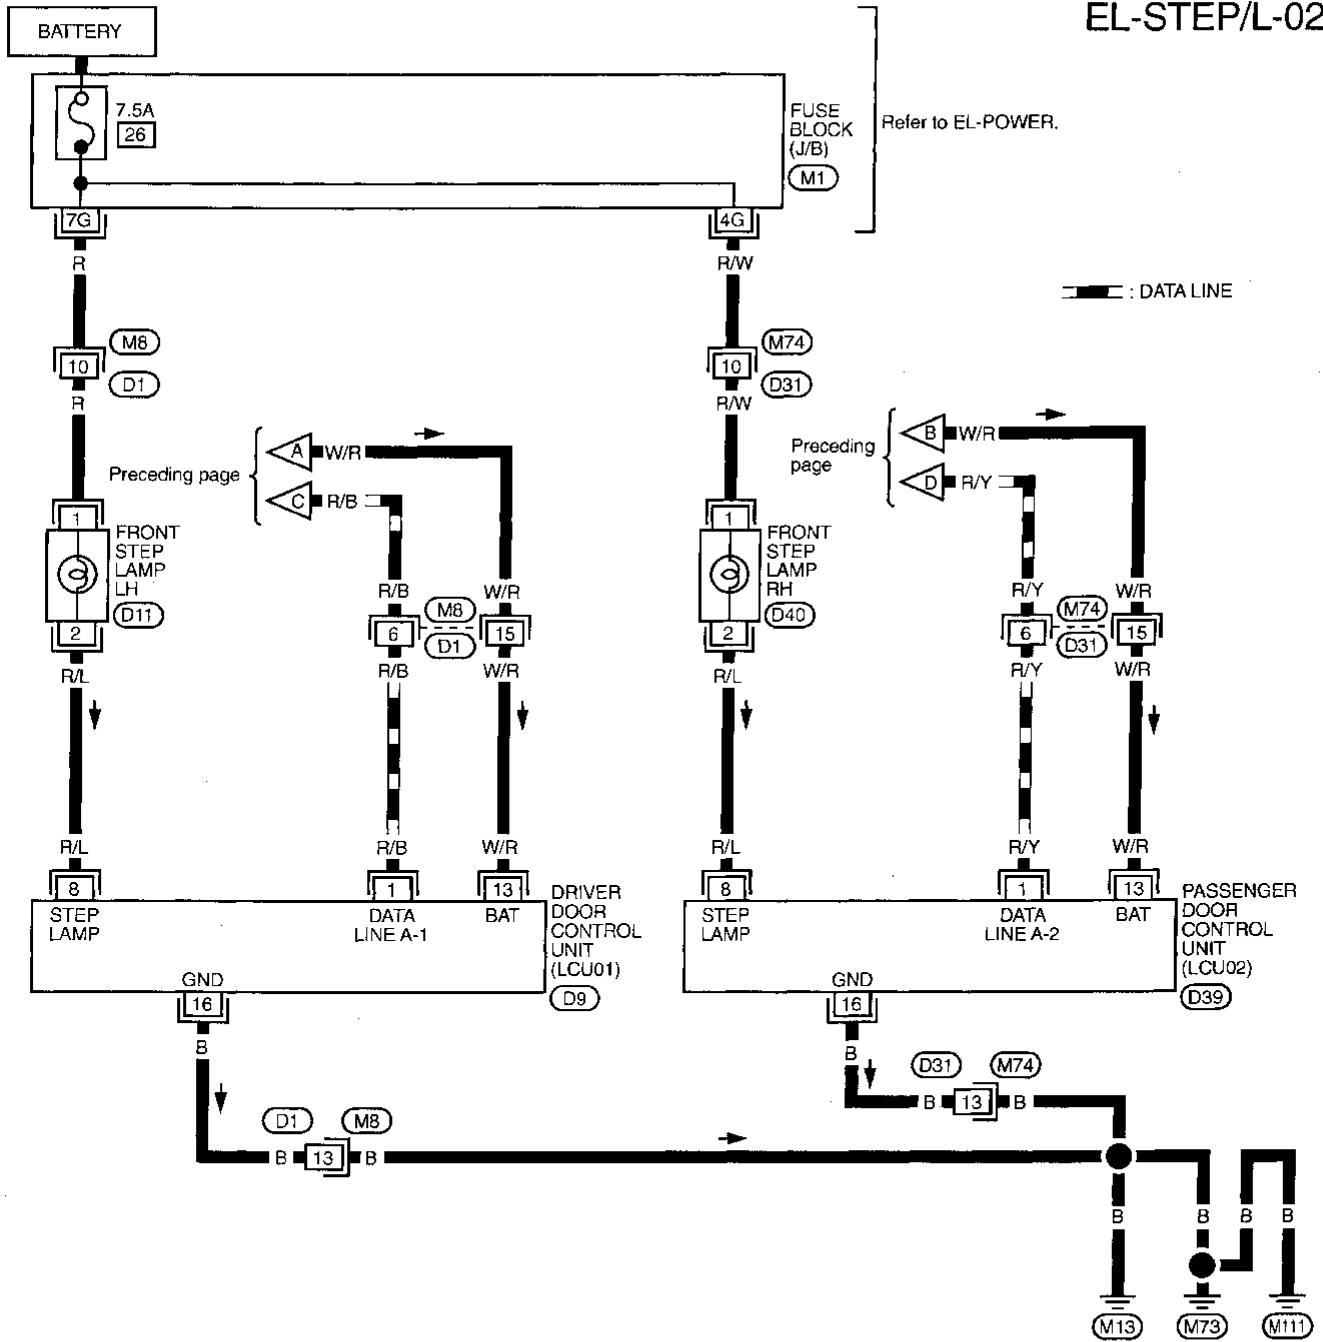 EL-STEP/L-02
BATTERY
7.5A
26
FUSE
BLOCK
(J/B)
M1
Refer to EL-POWER.
7G
4G
R
R/W
: DATA LINE
M8
10
D1
R
M74
10
D31
R/W
Preceding page
A
W/R
C
R/B
Preceding
page
B
W/R
D
R/Y
1
FRONT
STEP
LAMP
LH
D11
2
R/L
R/B
W/R
6
M8
D1
15
R/B
W/R
1
FRONT
STEP
LAMP
RH
D40
2
R/L
R/Y
W/R
6
M74
D31
15
R/Y
W/R
R/L
R/B
W/R
R/L
R/Y
W/R
8
1
13
STEP
LAMP
DATA
LINE A-1
BAT
GND
16
DRIVER
DOOR
CONTROL
UNIT
(LCU01)
D9
8
1
13
STEP
LAMP
DATA
LINE A-2
BAT
GND
16
PASSENGER
DOOR
CONTROL
UNIT
(LCU02)
D39
B
B
D31
M74
B
13
B
D1
M8
B
13
B
B
B
B
B
M13
M73
M111